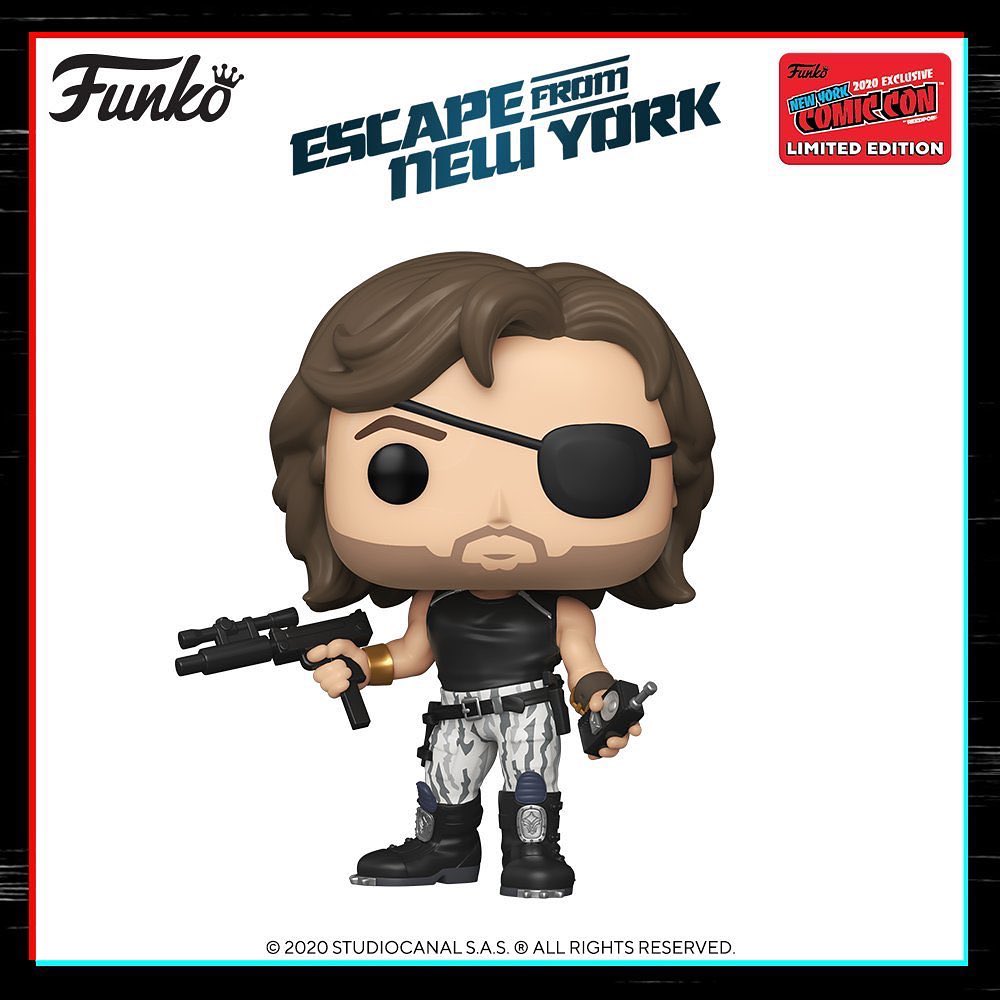 Funko
ESCAPE FROM
NEW YORK
Funko
2020 EXCLUSIVE
NEW YORK
COMIC CON
LIMITED EDITION
© 2020 STUDIOCANAL S.A.S. ® ALL RIGHTS RESERVED.